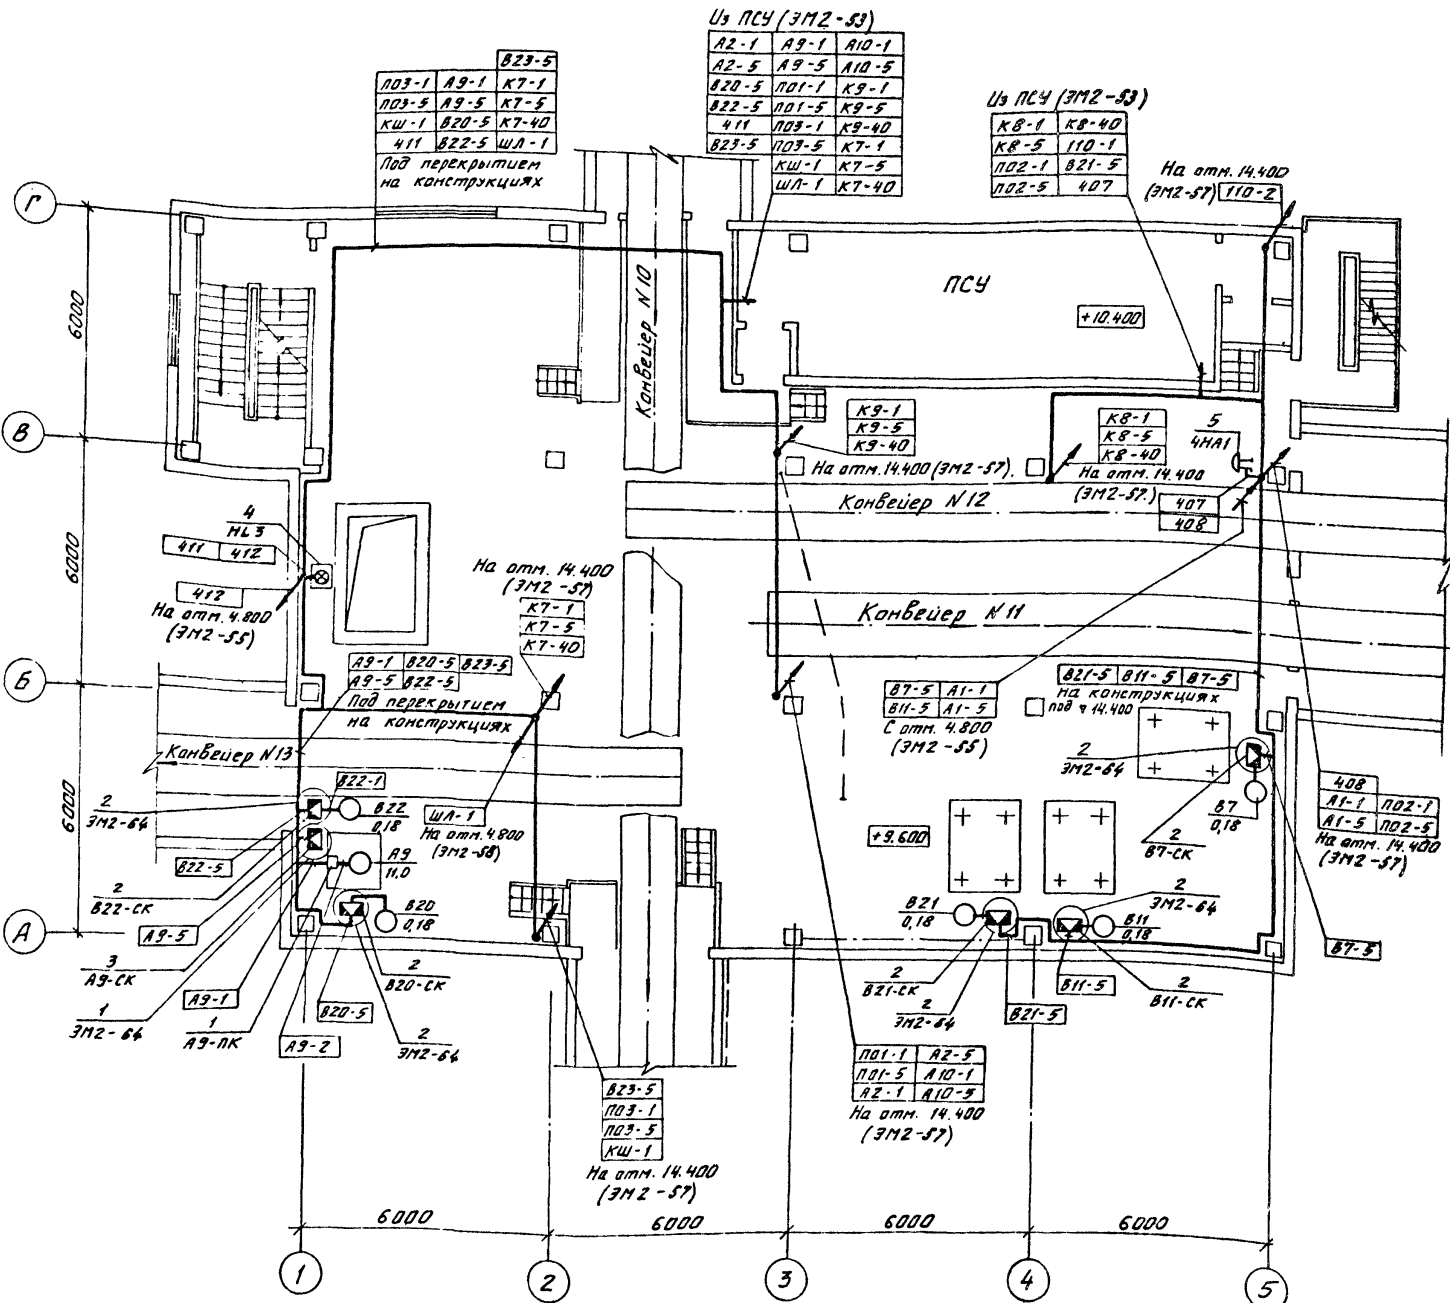 Из ПСУ (ЭМ2-53)
А2-1 А9-1 А10-1
А2-5 А9-5 А10-5
В20-5 П01-1 К9-1
В22-5 П01-5 К9-5
411 П03-1 К9-40
В23-5 П03-5 К7-1
КШ-1 К7-5
ШЛ-1 К7-40
В23-5
П03-1 А9-1 К7-1
П03-5 А9-5 К7-5
КШ-1 В20-5 К7-40
411 В22-5 ШЛ-1
Под перекрытием
на конструкциях
Из ПСУ (ЭМ2-53)
К8-1 К8-40
К8-5 110-1
П02-1 В21-5
П02-5 407
На отм. 14.400
(ЭМ2-57) 110-2
Г
6000
Конвейер N10
ПСУ
+10.400
В
К9-1
К9-5
К9-40
На отм. 14.400 (ЭМ2-57).
К8-1
К8-5
К8-40
На отм. 14.400
(ЭМ2-57.)
5
4НА1
407
408
Конвейер N12
4
HL3
411 412
412
На отм. 4.800
(ЭМ2-55)
6000
На отм. 14.400
(ЭМ2-57)
К7-1
К7-5
К7-40
Конвейер N11
Б
А9-1 В20-5 В23-5
А9-5 В22-5
Под перекрытием
на конструкциях
В7-5 А1-1
В11-5 А1-5
С отм. 4.800
(ЭМ2-55)
В21-5 В11-5 В7-5
на конструкциях
под 14.400
Конвейер N13
2
ЭМ2-64
6000
В22-1
В22
0,18
ШЛ-1
На отм. 4.800
(ЭМ2-58)
2
ЭМ2-64
+9.600
2
В7-СК
В7
0,18
408
А1-1 П02-1
А1-5 П02-5
На отм. 14.400
(ЭМ2-57)
В22-5
А9
11,0
2
В22-СК
А9-5
В20
0,18
А
3
А9-СК
2
В20-СК
В21
0,18
2
ЭМ2-64
В11
0,18
В7-5
1
ЭМ2-64
А9-1
1
А9-ПК
В20-5
А9-2
2
ЭМ2-64
2
В21-СК
2
ЭМ2-64
В21-5
В11-5
2
В11-СК
В23-5
П03-1
П03-5
КШ-1
На отм. 14.400
(ЭМ2-57)
П01-1 А2-5
П01-5 А10-1
А2-1 А10-5
На отм. 14.400
(ЭМ2-57)
6000
6000
6000
6000
1
2
3
4
5